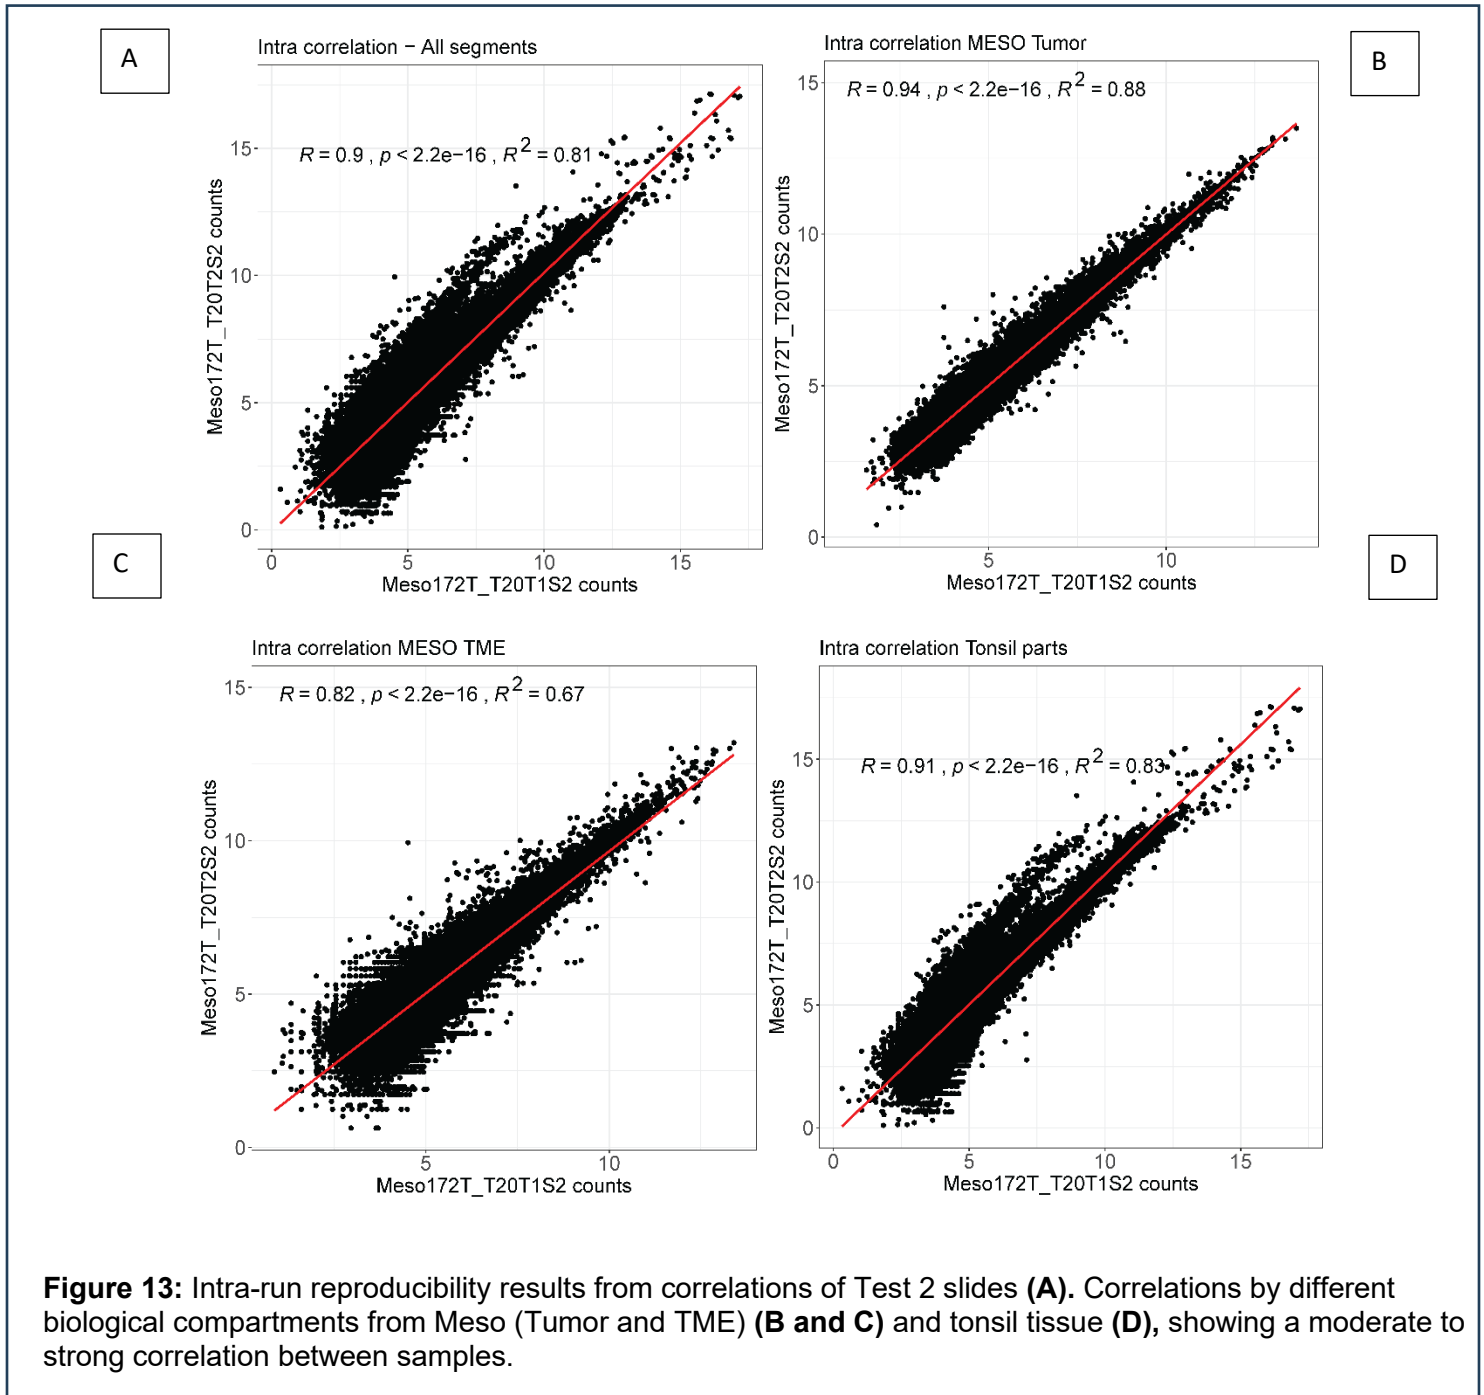 A
Intra correlation – All segments
R = 0.9 , p < 2.2e−16 , R2 = 0.81
15
10
5
0
Meso172T_T20T2S2 counts
0 5 10 15
Meso172T_T20T1S2 counts
B
Intra correlation MESO Tumor
R = 0.94 , p < 2.2e−16 , R2 = 0.88
15
10
5
0
Meso172T_T20T2S2 counts
5 10
Meso172T_T20T1S2 counts
C
Intra correlation MESO TME
R = 0.82 , p < 2.2e−16 , R2 = 0.67
15
10
5
0
Meso172T_T20T2S2 counts
5 10
Meso172T_T20T1S2 counts
D
Intra correlation Tonsil parts
R = 0.91 , p < 2.2e−16 , R2 = 0.83
15
10
5
0
Meso172T_T20T2S2 counts
0 5 10 15
Meso172T_T20T1S2 counts
Figure 13: Intra-run reproducibility results from correlations of Test 2 slides (A). Correlations by different
biological compartments from Meso (Tumor and TME) (B and C) and tonsil tissue (D), showing a moderate to
strong correlation between samples.